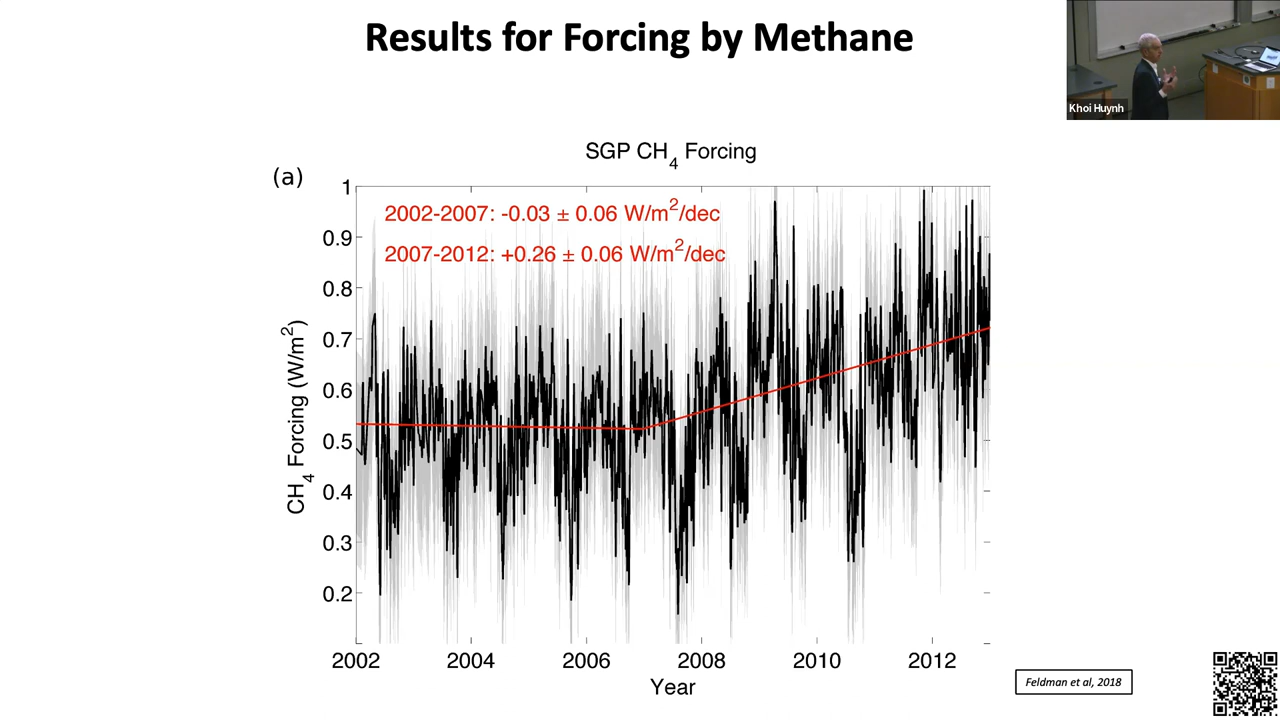 Results for Forcing by Methane
Khoi Huynh
SGP CH4 Forcing
(a)
2002-2007: -0.03 ± 0.06 W/m²/dec
2007-2012: +0.26 ± 0.06 W/m²/dec
CH4 Forcing (W/m²)
1
0.9
0.8
0.7
0.6
0.5
0.4
0.3
0.2
2002 2004 2006 2008 2010 2012
Year
Feldman et al, 2018